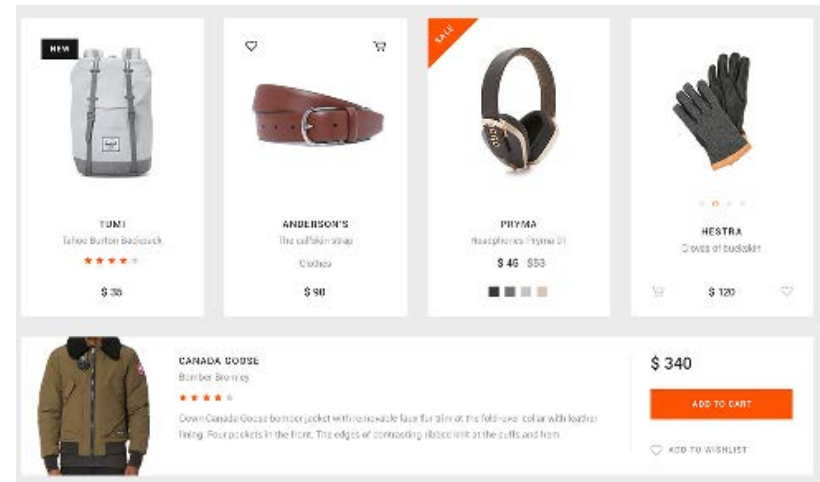 NEW
TUMI
Tahoe Burton Backpack
$ 35
ANDERSON'S
The calfskin strap
Clothes
$ 90
SALE
PRYMA
Headphones Pryma 01
$ 46 $53
HESTRA
Gloves of buckskin
$ 120
CANADA GOOSE
Bomber Bromley
Down Canada Goose bomber jacket with removable faux fur trim at the fold-over collar with leather
lining. Four pockets in the front. The edges of contrasting ribbed knit at the cuffs and hem.
$ 340
ADD TO CART
ADD TO WISHLIST